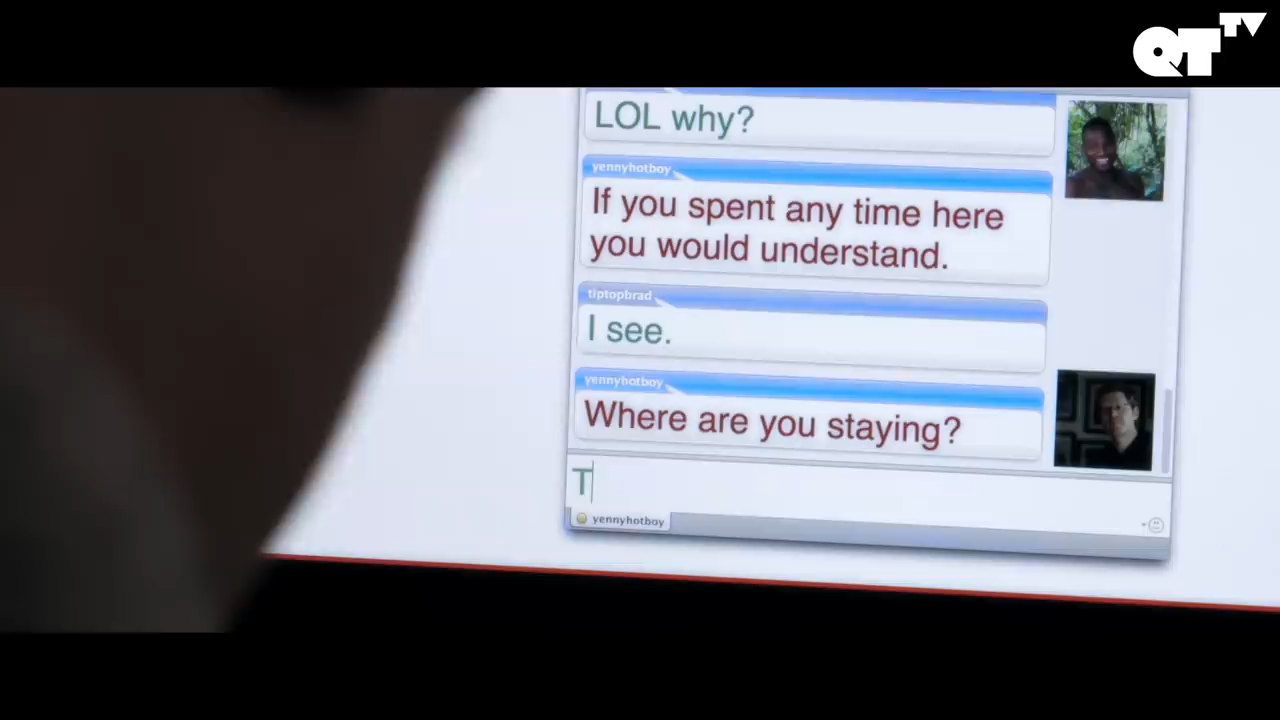 QT TV
LOL why?
yennyhotboy
If you spent any time here
you would understand.
tiptopbrad
I see.
yennyhotboy
Where are you staying?
T
yennyhotboy